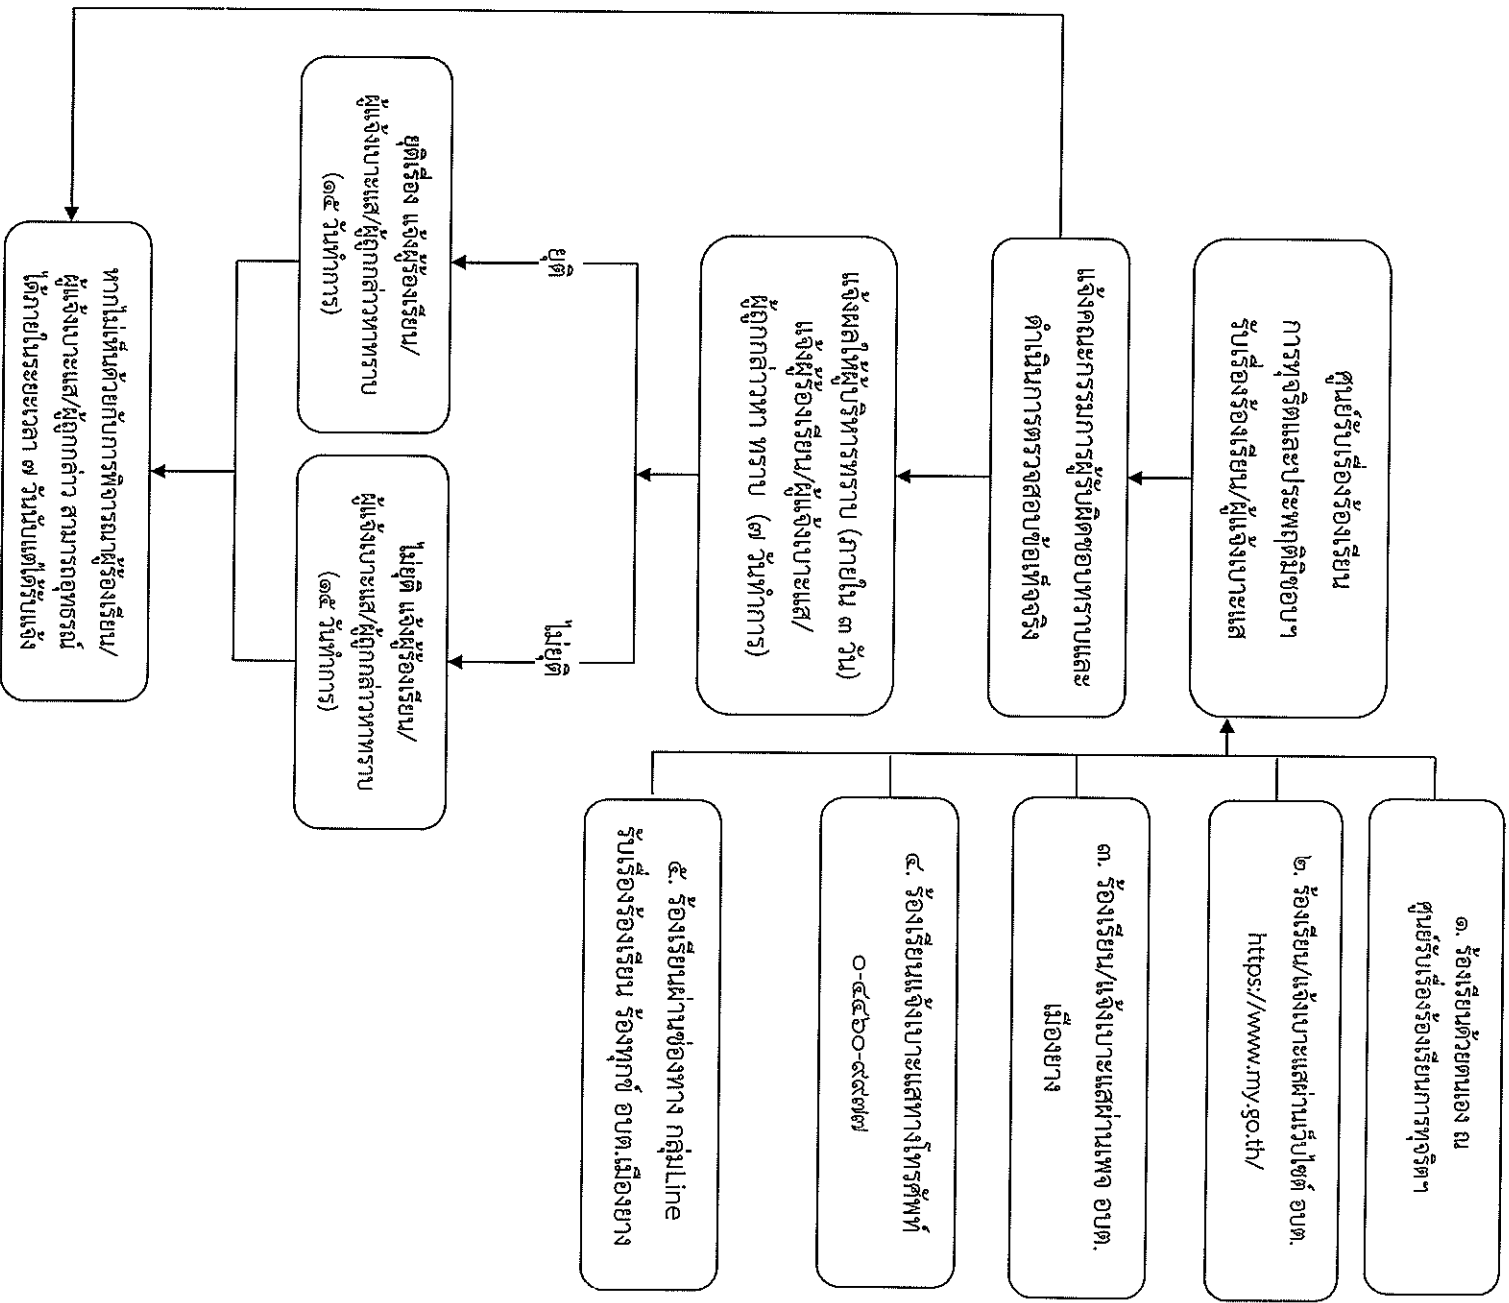 ศูนย์รับเรื่องร้องเรียน
การทุจริตและประพฤติมิชอบฯ
รับเรื่องร้องเรียน/ผู้แจ้งเบาะแส
แจ้งคณะกรรมการผู้รับผิดชอบทราบและ
ดำเนินการตรวจสอบข้อเท็จจริง
แจ้งผลให้ผู้บริหารทราบ (ภายใน ๓ วัน)
แจ้งผู้ร้องเรียน/ผู้แจ้งเบาะแส/
ผู้ถูกกล่าวหา ทราบ (๗ วันทำการ)
ยุติ
ไม่ยุติ
ยุติเรื่อง แจ้งผู้ร้องเรียน/
ผู้แจ้งเบาะแส/ผู้ถูกกล่าวหาทราบ
(๑๕ วันทำการ)
ไม่ยุติ แจ้งผู้ร้องเรียน/
ผู้แจ้งเบาะแส/ผู้ถูกกล่าวหาทราบ
(๑๕ วันทำการ)
หากไม่เห็นด้วยกับการพิจารณาผู้ร้องเรียน/
ผู้แจ้งเบาะแส/ผู้ถูกกล่าว สามารถอุทธรณ์
ได้ภายในระยะเวลา ๗ วันนับแต่ได้รับแจ้ง
๑. ร้องเรียนด้วยตนเอง ณ
ศูนย์รับเรื่องร้องเรียนการทุจริตฯ
๒. ร้องเรียน/แจ้งเบาะแสผ่านเว็บไซต์ อบต.
https://www.my.go.th/
๓. ร้องเรียน/แจ้งเบาะแสผ่านเพจ อบต.
เมืองยาง
๔. ร้องเรียนแจ้งเบาะแสทางโทรศัพท์
๐-๔๔๖๐-๙๙๗๗
๕. ร้องเรียนผ่านช่องทาง กลุ่มLine
รับเรื่องร้องเรียน ร้องทุกข์ อบต.เมืองยาง